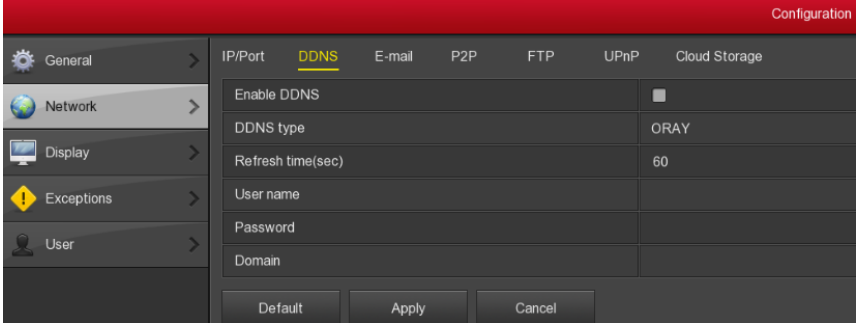 Configuration
General
Network
Display
Exceptions
User
IP/Port DDNS E-mail P2P FTP UPnP Cloud Storage
Enable DDNS
DDNS type ORAY
Refresh time(sec) 60
User name
Password
Domain
Default Apply Cancel